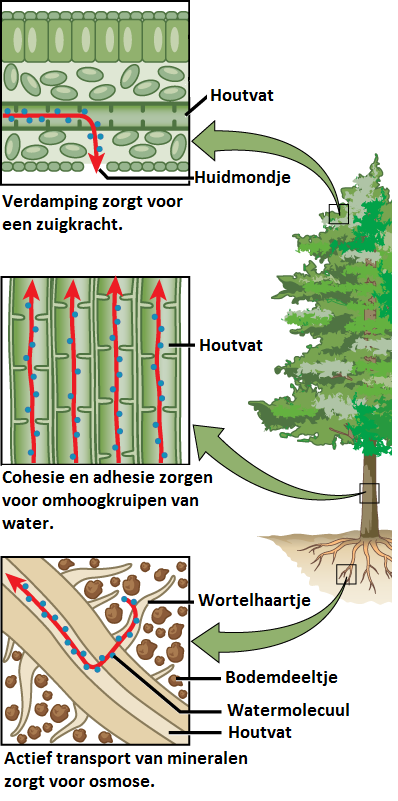 Houtvat
Huidmondje
Verdamping zorgt voor
een zuigkracht.
Houtvat
Cohesie en adhesie zorgen
voor omhoogkruipen van
water.
Wortelhaartje
Bodemdeeltje
Watermolecuul
Houtvat
Actief transport van mineralen
zorgt voor osmose.